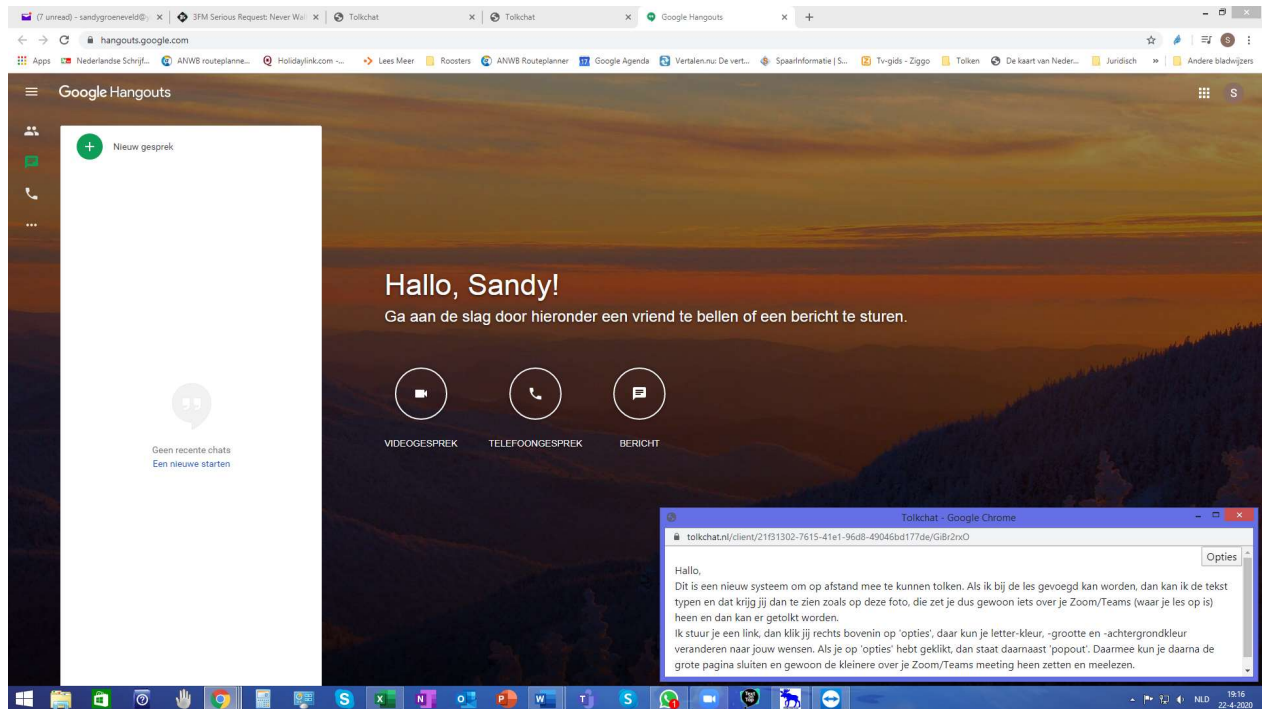 (7 unread) - sandygroeneveld@
3FM Serious Request: Never Wal
Tolkchat
Tolkchat
Google Hangouts
hangouts.google.com
S
Apps
Nederlandse Schrijf...
ANWB routeplanne...
Holidaylink.com -...
Lees Meer
Roosters
ANWB Routeplanner
Google Agenda
Vertalen.nu: De vert...
SpaarInformatie | S...
Tv-gids - Ziggo
Tolken
De kaart van Neder...
Juridisch
»
Andere bladwijzers
Google Hangouts
S
Nieuw gesprek
Hallo, Sandy!
Ga aan de slag door hieronder een vriend te bellen of een bericht te sturen.
VIDEOGESPREK
TELEFOONGESPREK
BERICHT
Geen recente chats
Een nieuwe starten
Tolkchat - Google Chrome
tolkchat.nl/client/21f31302-7615-41e1-96d8-49046bd177de/GiBr2rxO
Opties
Hallo,
Dit is een nieuw systeem om op afstand mee te kunnen tolken. Als ik bij de les gevoegd kan worden, dan kan ik de tekst
typen en dat krijg jij dan te zien zoals op deze foto, die zet je dus gewoon iets over je Zoom/Teams (waar je les op is)
heen en dan kan er getolkt worden.
Ik stuur je een link, dan klik jij rechts bovenin op 'opties', daar kun je letter-kleur, -grootte en -achtergrondkleur
veranderen naar jouw wensen. Als je op 'opties' hebt geklikt, dan staat daarnaast 'popout'. Daarmee kun je daarna de
grote pagina sluiten en gewoon de kleinere over je Zoom/Teams meeting heen zetten en meelezen.
NLD
19:16
22-4-2020